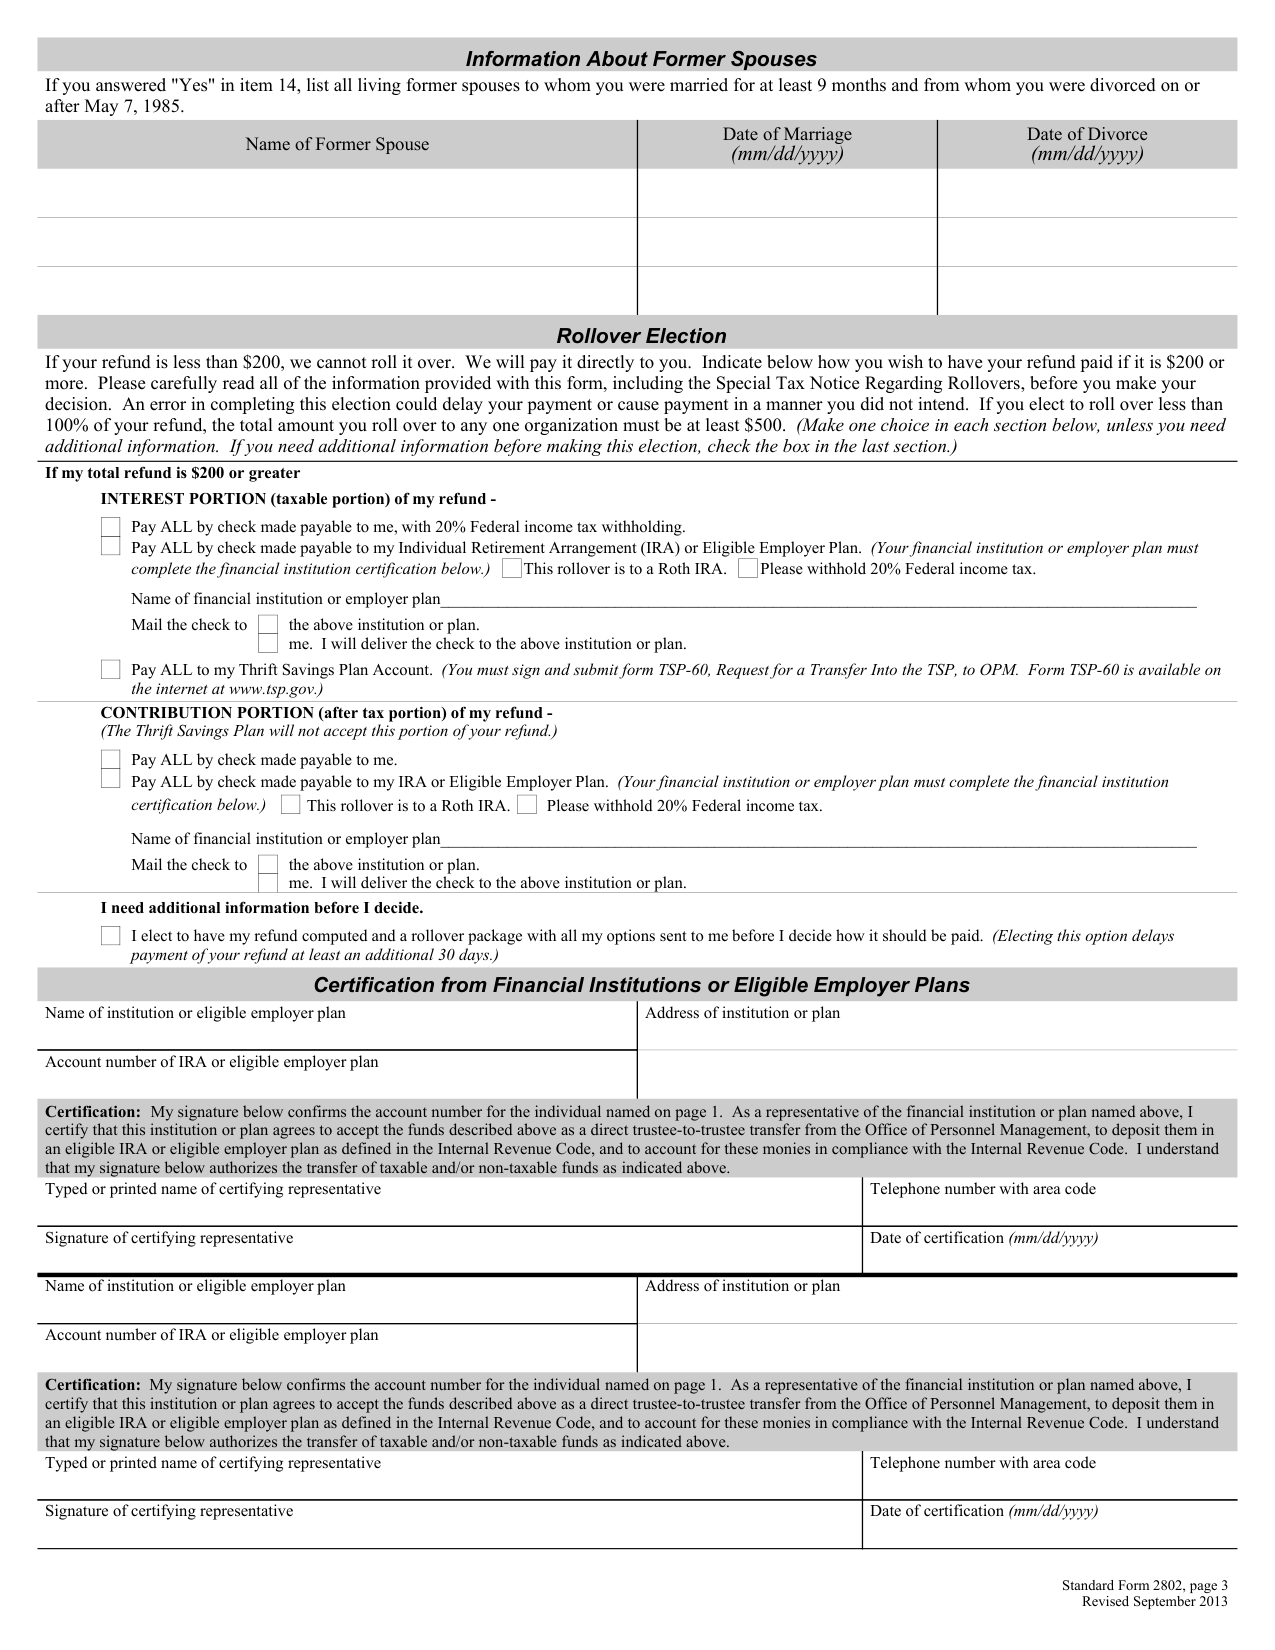 Information About Former Spouses
If you answered "Yes" in item 14, list all living former spouses to whom you were married for at least 9 months and from whom you were divorced on or
after May 7, 1985.
Name of Former Spouse
Date of Marriage
(mm/dd/yyyy)
Date of Divorce
(mm/dd/yyyy)
Rollover Election
If your refund is less than $200, we cannot roll it over.  We will pay it directly to you.  Indicate below how you wish to have your refund paid if it is $200 or
more.  Please carefully read all of the information provided with this form, including the Special Tax Notice Regarding Rollovers, before you make your
decision.  An error in completing this election could delay your payment or cause payment in a manner you did not intend.  If you elect to roll over less than
100% of your refund, the total amount you roll over to any one organization must be at least $500.  (Make one choice in each section below, unless you need
additional information.  If you need additional information before making this election, check the box in the last section.)
If my total refund is $200 or greater
INTEREST PORTION (taxable portion) of my refund -
Pay ALL by check made payable to me, with 20% Federal income tax withholding.
Pay ALL by check made payable to my Individual Retirement Arrangement (IRA) or Eligible Employer Plan.  (Your financial institution or employer plan must
complete the financial institution certification below.) This rollover is to a Roth IRA. Please withhold 20% Federal income tax.
Name of financial institution or employer plan
Mail the check to the above institution or plan.
me.  I will deliver the check to the above institution or plan.
Pay ALL to my Thrift Savings Plan Account.  (You must sign and submit form TSP-60, Request for a Transfer Into the TSP, to OPM.  Form TSP-60 is available on
the internet at www.tsp.gov.)
CONTRIBUTION PORTION (after tax portion) of my refund -
(The Thrift Savings Plan will not accept this portion of your refund.)
Pay ALL by check made payable to me.
Pay ALL by check made payable to my IRA or Eligible Employer Plan.  (Your financial institution or employer plan must complete the financial institution
certification below.) This rollover is to a Roth IRA. Please withhold 20% Federal income tax.
Name of financial institution or employer plan
Mail the check to the above institution or plan.
me.  I will deliver the check to the above institution or plan.
I need additional information before I decide.
I elect to have my refund computed and a rollover package with all my options sent to me before I decide how it should be paid.  (Electing this option delays
payment of your refund at least an additional 30 days.)
Certification from Financial Institutions or Eligible Employer Plans
Name of institution or eligible employer plan
Address of institution or plan
Account number of IRA or eligible employer plan
Certification:  My signature below confirms the account number for the individual named on page 1.  As a representative of the financial institution or plan named above, I
certify that this institution or plan agrees to accept the funds described above as a direct trustee-to-trustee transfer from the Office of Personnel Management, to deposit them in
an eligible IRA or eligible employer plan as defined in the Internal Revenue Code, and to account for these monies in compliance with the Internal Revenue Code.  I understand
that my signature below authorizes the transfer of taxable and/or non-taxable funds as indicated above.
Typed or printed name of certifying representative
Telephone number with area code
Signature of certifying representative
Date of certification (mm/dd/yyyy)
Name of institution or eligible employer plan
Address of institution or plan
Account number of IRA or eligible employer plan
Certification:  My signature below confirms the account number for the individual named on page 1.  As a representative of the financial institution or plan named above, I
certify that this institution or plan agrees to accept the funds described above as a direct trustee-to-trustee transfer from the Office of Personnel Management, to deposit them in
an eligible IRA or eligible employer plan as defined in the Internal Revenue Code, and to account for these monies in compliance with the Internal Revenue Code.  I understand
that my signature below authorizes the transfer of taxable and/or non-taxable funds as indicated above.
Typed or printed name of certifying representative
Telephone number with area code
Signature of certifying representative
Date of certification (mm/dd/yyyy)
Standard Form 2802, page 3
Revised September 2013